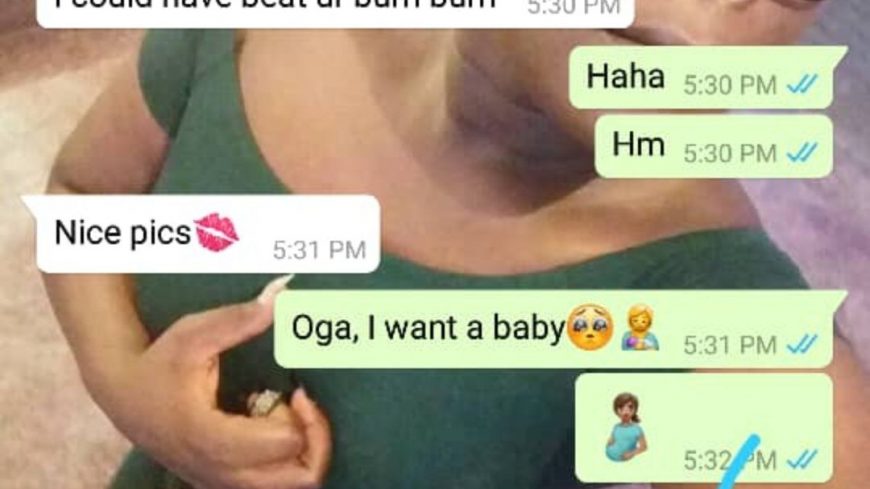 I could have beat ur bum bum 5:30 PM
Haha 5:30 PM
Hm 5:30 PM
Nice pics💋 5:31 PM
Oga, I want a baby🥺🧑‍🍼 5:31 PM
🤰🏽 5:32 PM